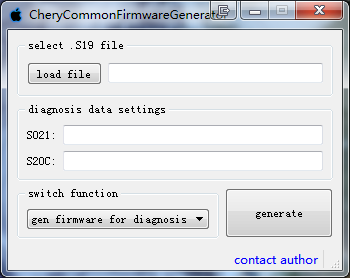 CheryCommonFirmwareGenerator
select .S19 file
load file
diagnosis data settings
S021:
S20C:
switch function
gen firmware for diagnosis
generate
contact author